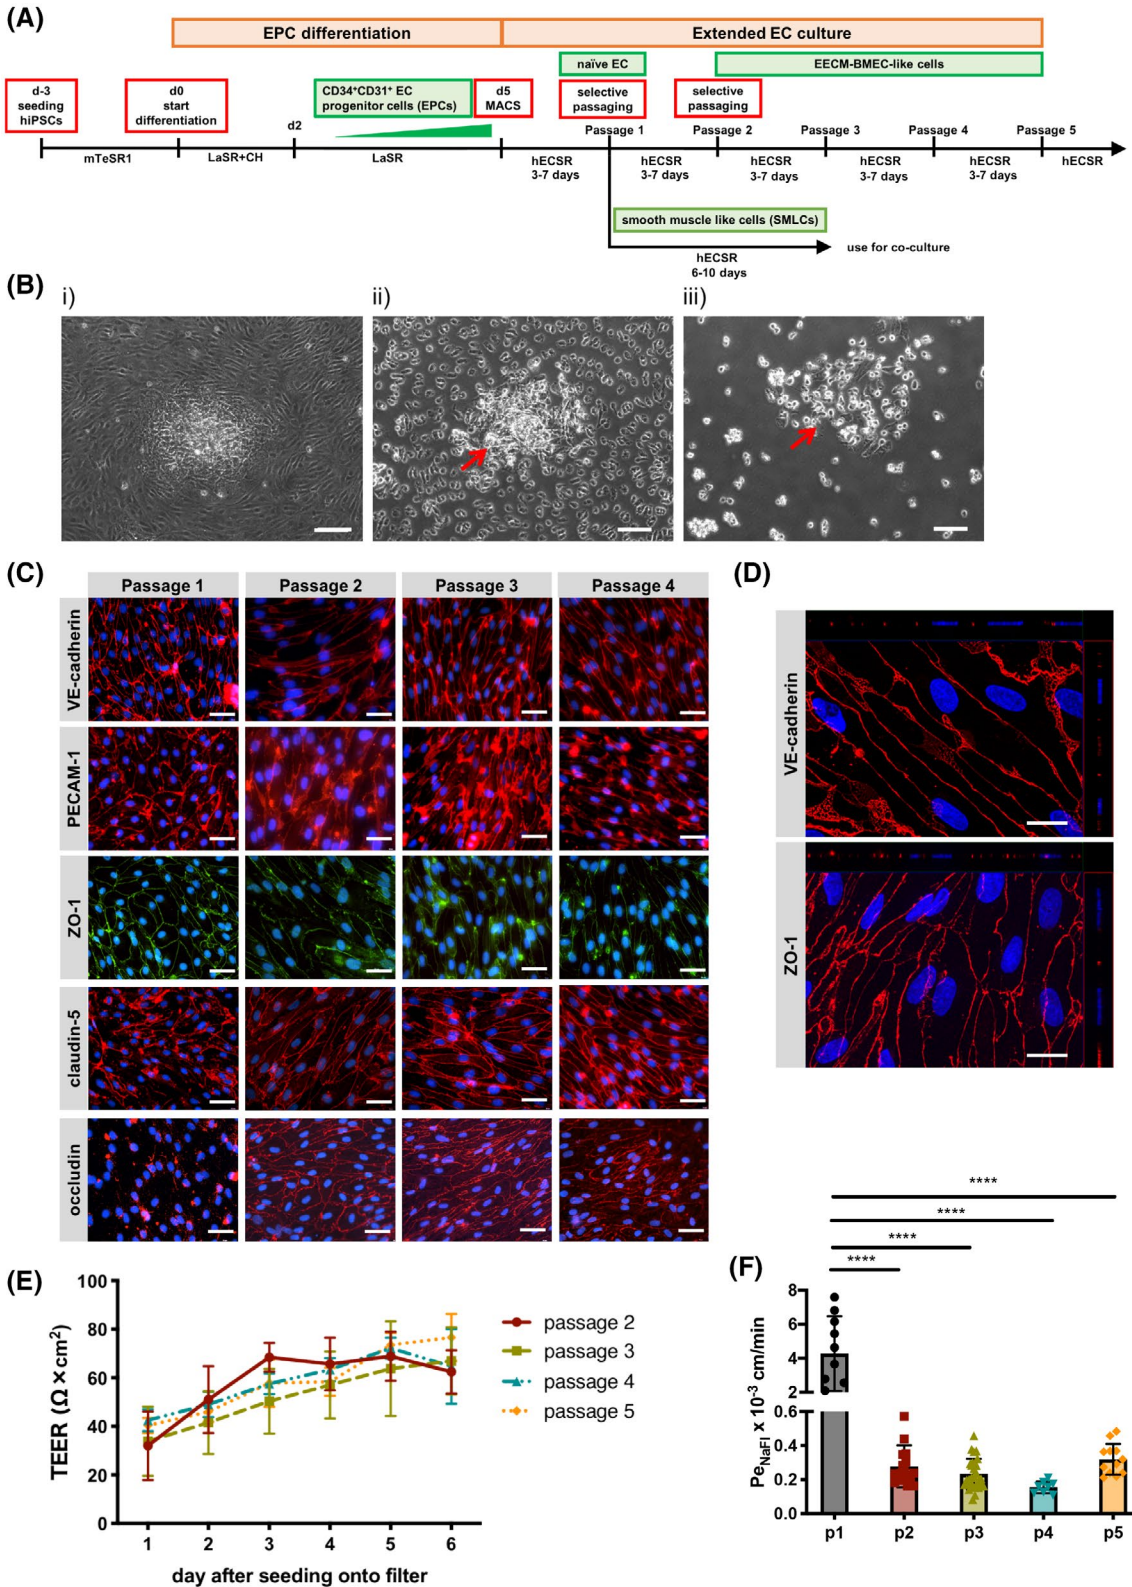 (A)
EPC differentiation
Extended EC culture
naïve EC
EECM-BMEC-like cells
d-3
seeding
hiPSCs
d0
start
differentiation
CD34⁺CD31⁺ EC
progenitor cells (EPCs)
d5
MACS
selective
passaging
selective
passaging
d2
Passage 1
Passage 2
Passage 3
Passage 4
Passage 5
mTeSR1
LaSR+CH
LaSR
hECSR
3-7 days
hECSR
3-7 days
hECSR
3-7 days
hECSR
3-7 days
hECSR
3-7 days
hECSR
smooth muscle like cells (SMLCs)
use for co-culture
hECSR
6-10 days
(B)
i)
ii)
iii)
(C)
Passage 1
Passage 2
Passage 3
Passage 4
VE-cadherin
PECAM-1
ZO-1
claudin-5
occludin
(D)
VE-cadherin
ZO-1
(E)
TEER (Ω × cm²)
100
80
60
40
20
0
1 2 3 4 5 6
day after seeding onto filter
passage 2
passage 3
passage 4
passage 5
(F)
****
****
****
****
Pe_NaFl x 10⁻³ cm/min
8
6
4
2
0.6
0.4
0.2
0.0
p1 p2 p3 p4 p5